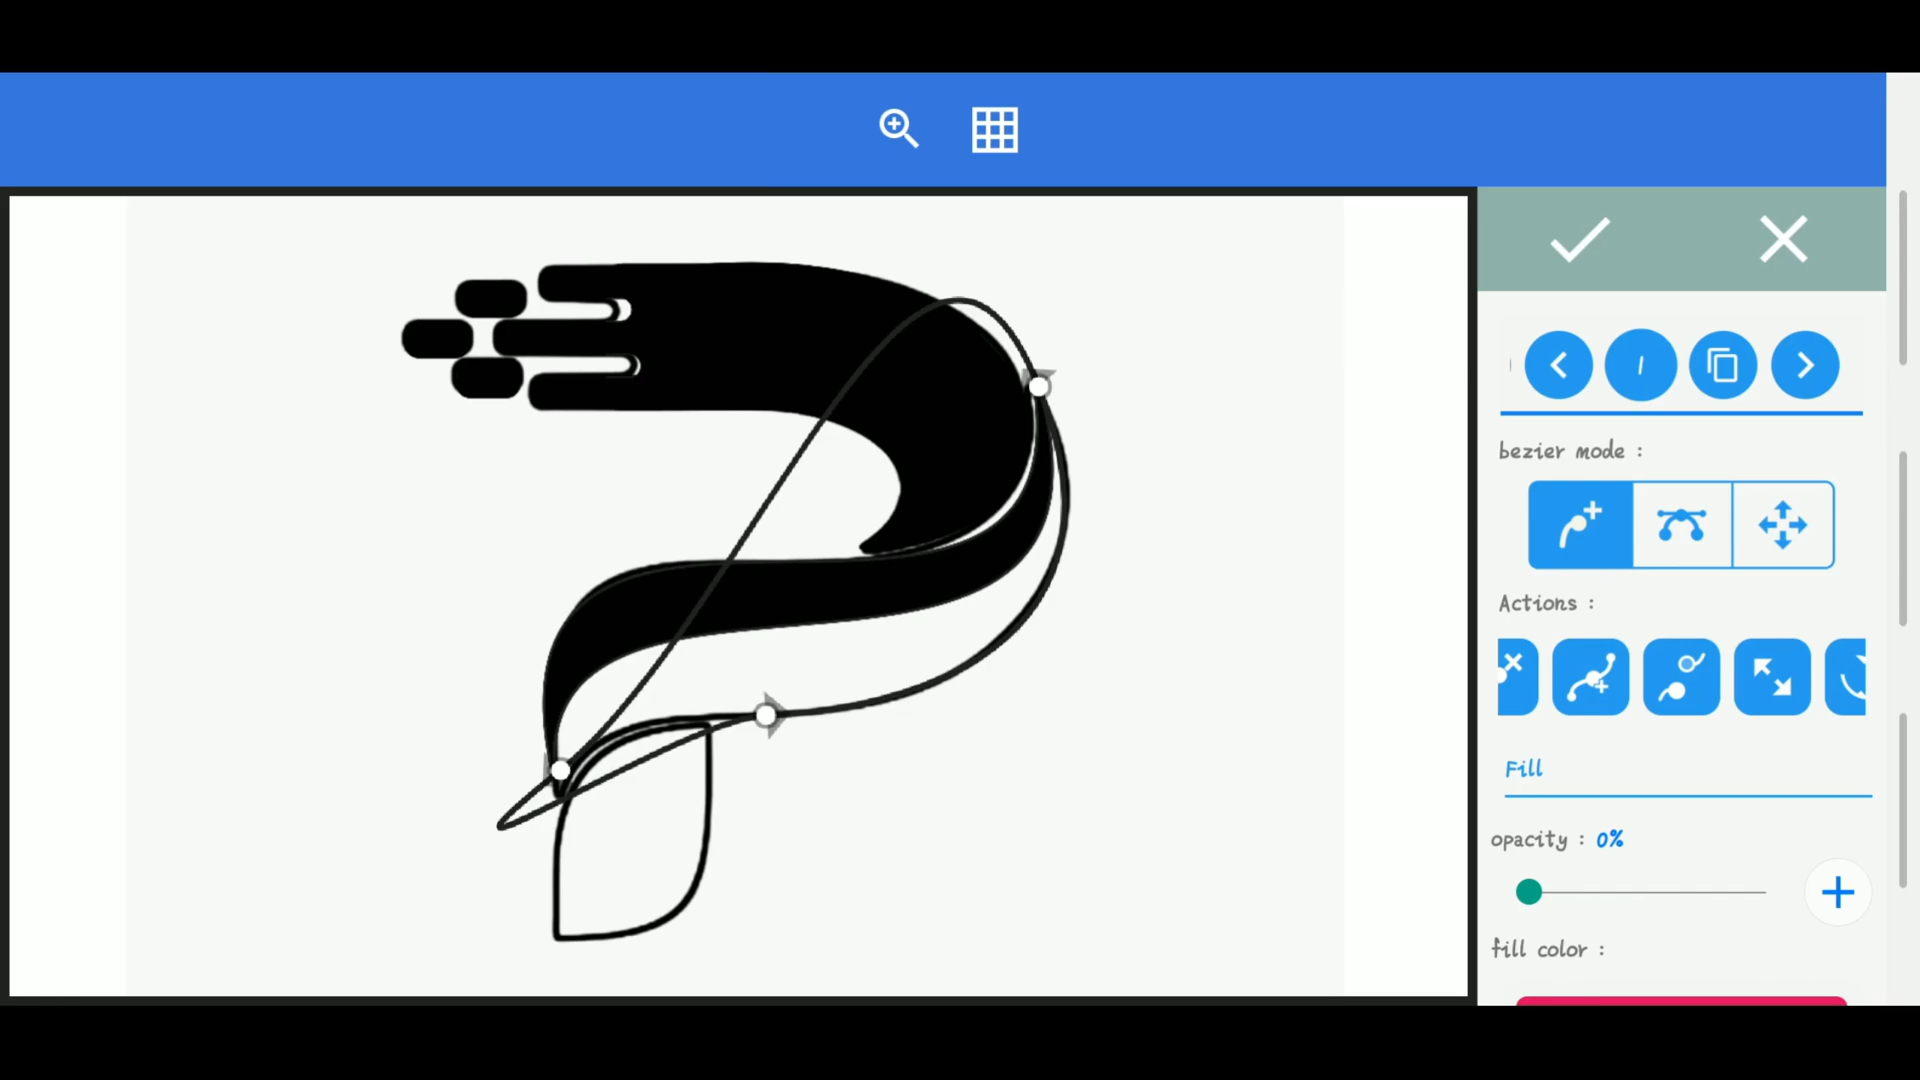 bezier mode :
Actions :
Fill
opacity : 0%
fill color :